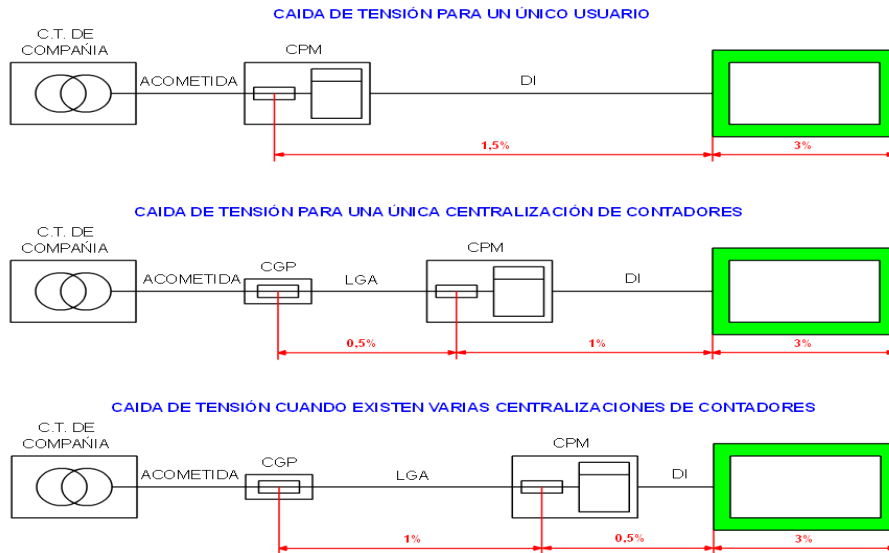 CAIDA DE TENSIÓN PARA UN ÚNICO USUARIO
C.T. DE
COMPAÑIA
CPM
ACOMETIDA
DI
1,5%
3%
CAIDA DE TENSIÓN PARA UNA ÚNICA CENTRALIZACIÓN DE CONTADORES
C.T. DE
COMPAÑIA
CPM
CGP
ACOMETIDA
LGA
DI
0,5%
1%
3%
CAIDA DE TENSIÓN CUANDO EXISTEN VARIAS CENTRALIZACIONES DE CONTADORES
C.T. DE
COMPAÑIA
CPM
CGP
ACOMETIDA
LGA
DI
1%
0,5%
3%